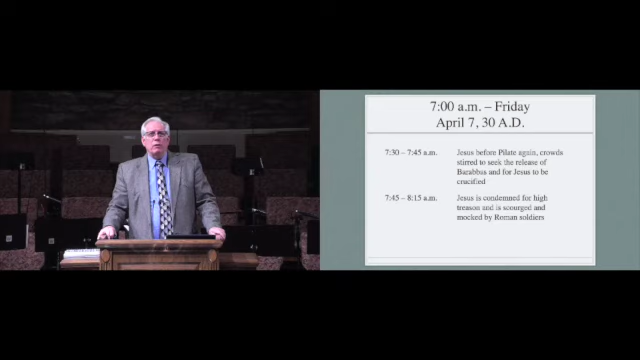 7:00 a.m. – Friday
April 7, 30 A.D.
7:30 – 7:45 a.m. Jesus before Pilate again, crowds
stirred to seek the release of
Barabbas and for Jesus to be
crucified
7:45 – 8:15 a.m. Jesus is condemned for high
treason and is scourged and
mocked by Roman soldiers